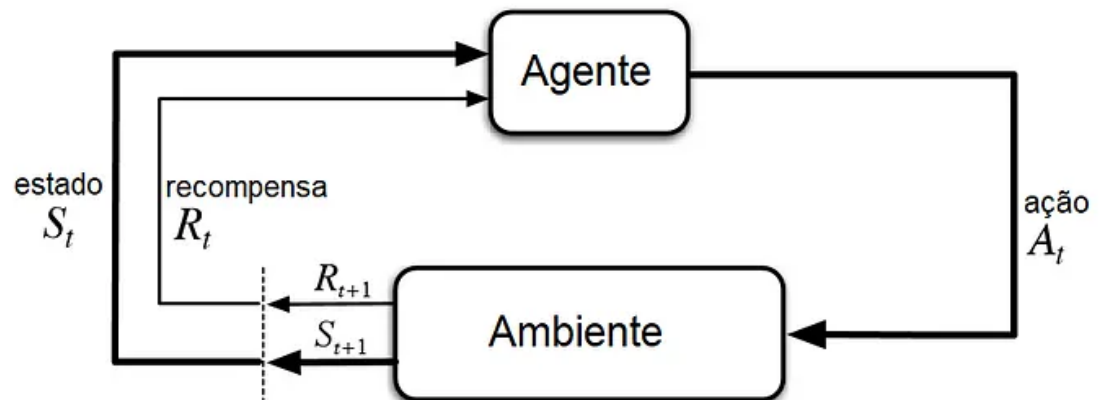 Agente
estado
S_t
recompensa
R_t
ação
A_t
R_{t+1}
S_{t+1}
Ambiente